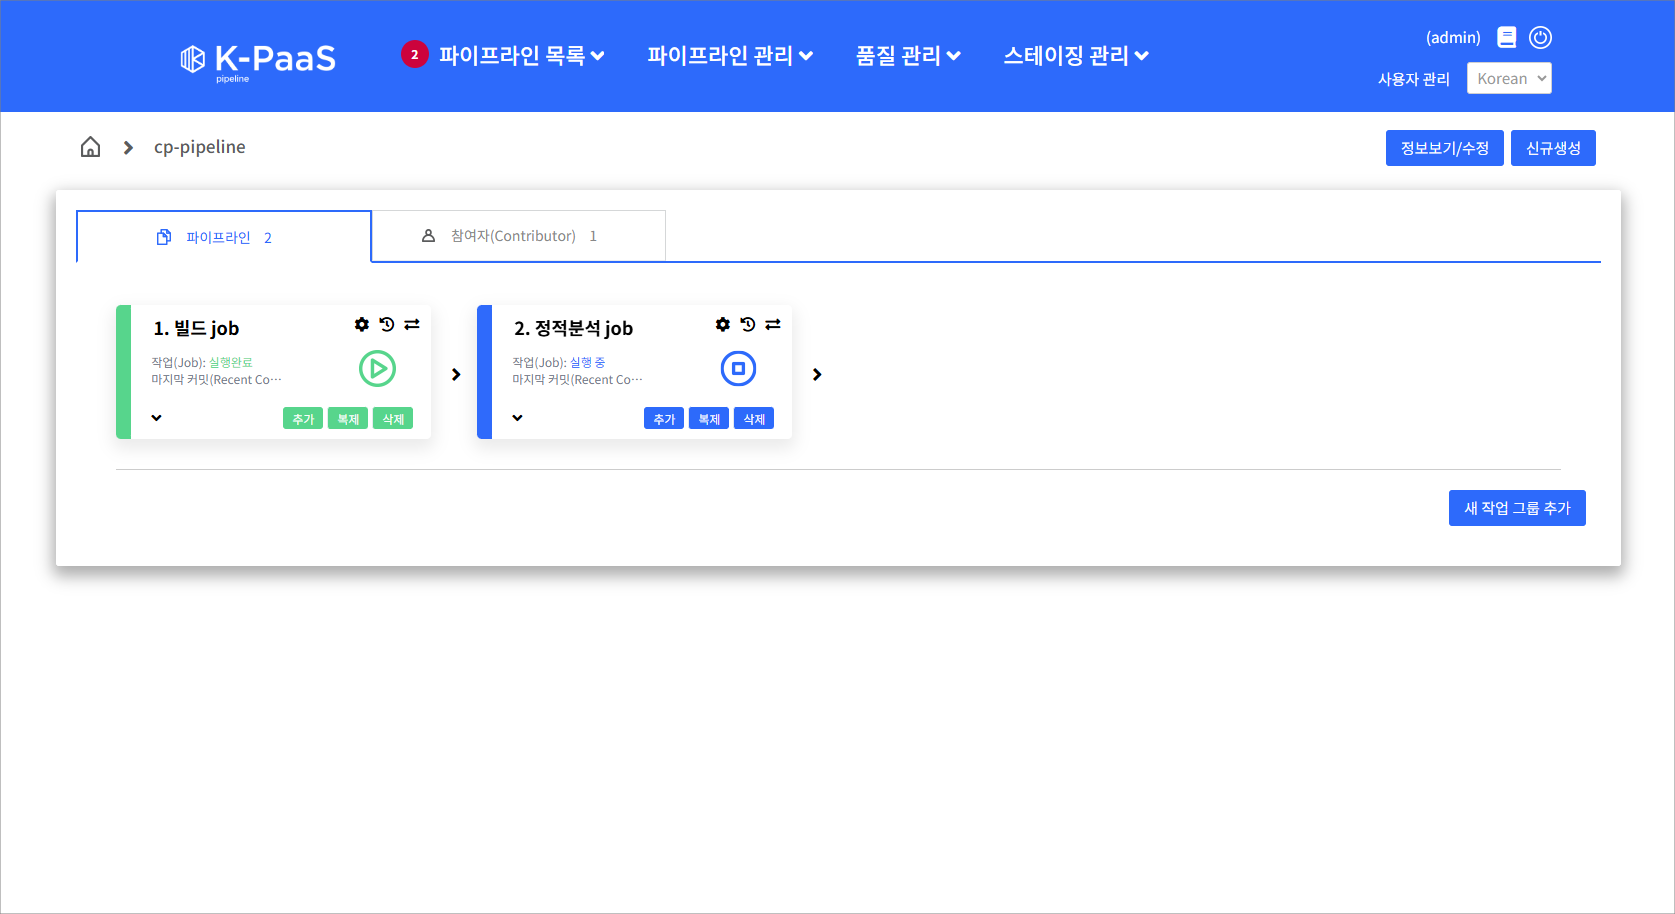 K-PaaS
pipeline
2 파이프라인 목록 파이프라인 관리 품질 관리 스테이징 관리
(admin)
사용자 관리 Korean
cp-pipeline
정보보기/수정 신규생성
파이프라인 2 참여자(Contributor) 1
1. 빌드 job
작업(Job): 실행완료
마지막 커밋(Recent Co…
추가 복제 삭제
2. 정적분석 job
작업(Job): 실행 중
마지막 커밋(Recent Co…
추가 복제 삭제
새 작업 그룹 추가